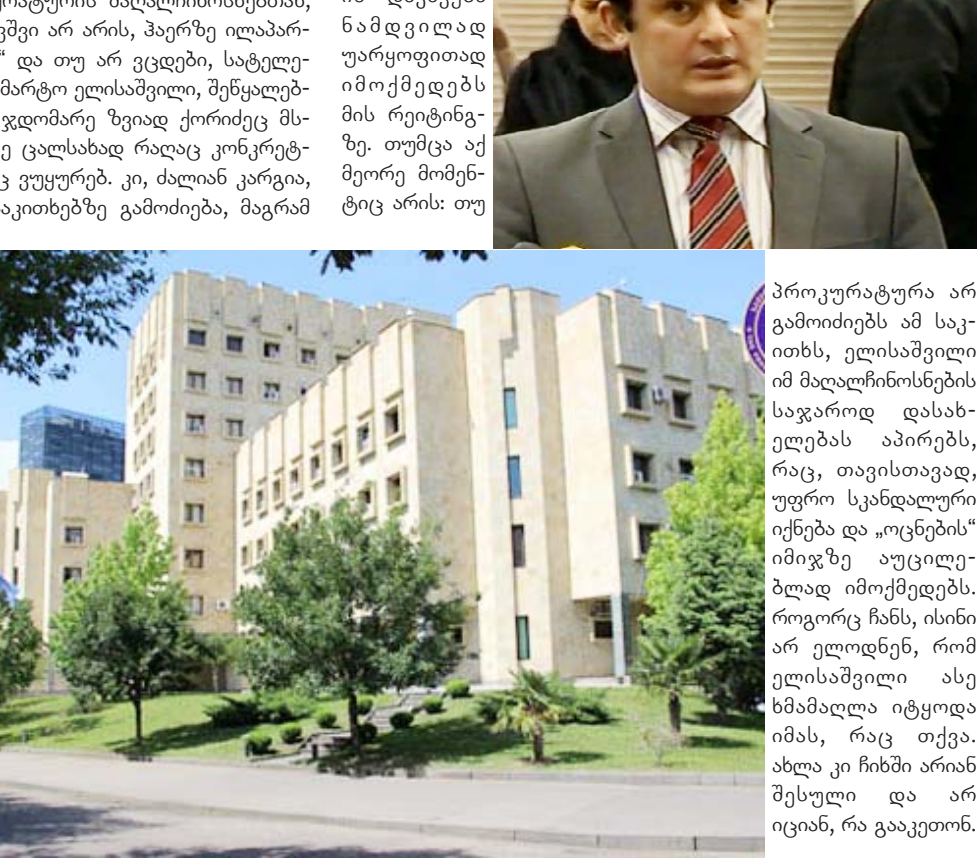 შვი არ არის, ჰაერზე ილაპარ-
“ და თუ არ ვცდები, სატელე-
მარტო ელისაშვილი, შეწყალებ-
ჯდომარე ზვიად ქორიძეც მს-
ე ცალსახად რაღაც კონკრეტ-
ც ვუყურებ. კი, ძალიან კარგია,
აკითხებზე გამოძიება, მაგრამ
ნამდვილად
უარყოფითად
იმოქმედებს
მის რეიტინგ-
ზე. თუმცა აქ
მეორე მომენ-
ტიც არის: თუ
პროკურატურა არ
გამოიძიებს ამ საკ-
ითხს, ელისაშვილი
იმ მაღალჩინოსნების
საჯაროდ დასახ-
ელებას აპირებს,
რაც, თავისთავად,
უფრო სკანდალური
იქნება და „ოცნების“
იმიჯზე აუცილე-
ბლად იმოქმედებს.
როგორც ჩანს, ისინი
არ ელოდნენ, რომ
ელისაშვილი ასე
ხმამაღლა იტყოდა
იმას, რაც თქვა.
ახლა კი ჩიხში არიან
შესული და არ
იციან, რა გააკეთონ.